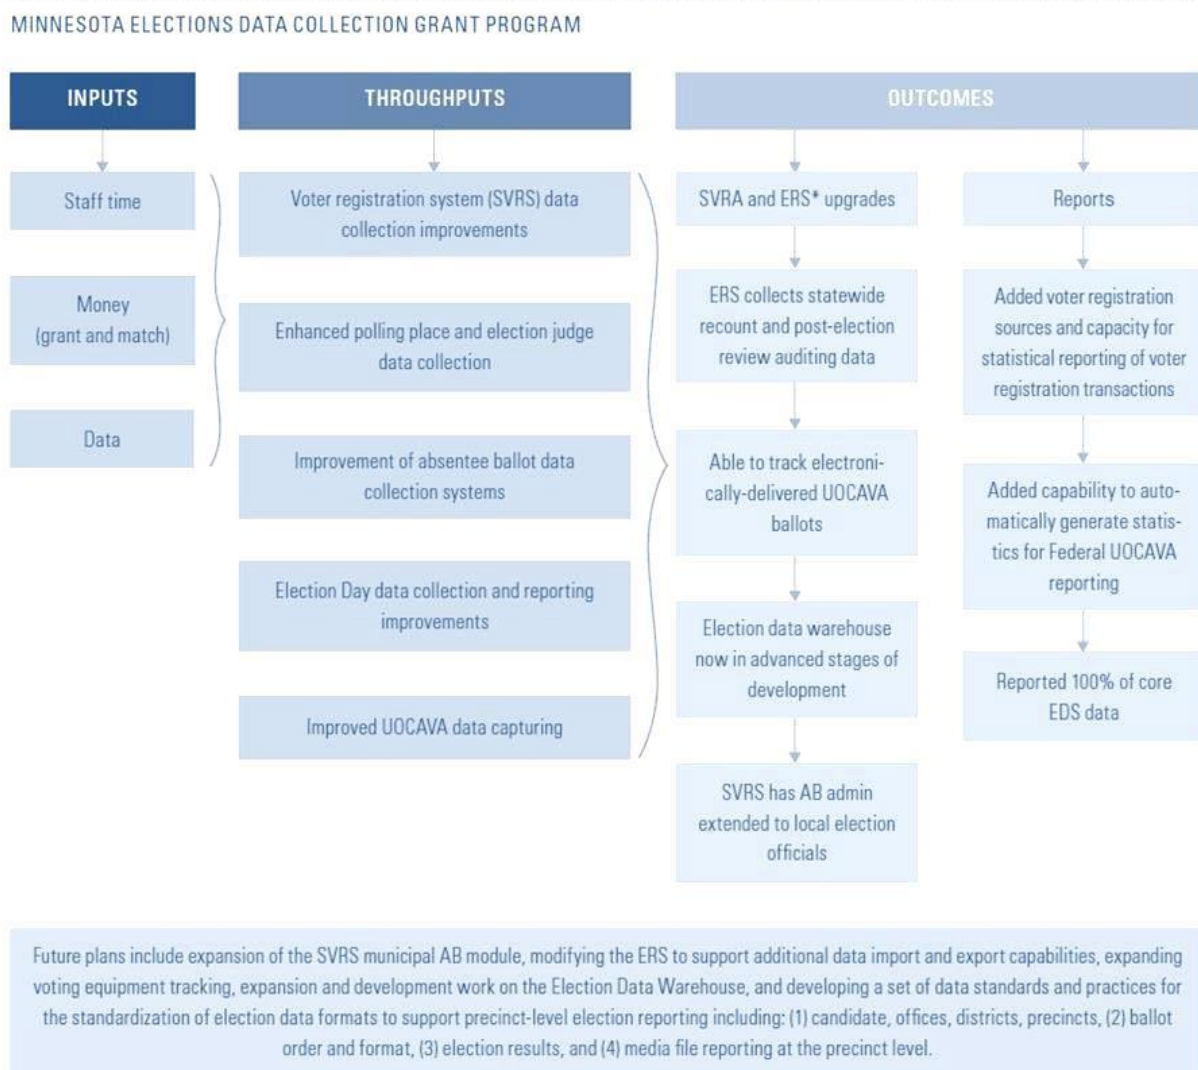 MINNESOTA ELECTIONS DATA COLLECTION GRANT PROGRAM
INPUTS
Staff time
Money
(grant and match)
Data
THROUGHPUTS
Voter registration system (SVRS) data
collection improvements
Enhanced polling place and election judge
data collection
Improvement of absentee ballot data
collection systems
Election Day data collection and reporting
improvements
Improved UOCAVA data capturing
OUTCOMES
SVRA and ERS* upgrades
ERS collects statewide
recount and post-election
review auditing data
Able to track electroni-
cally-delivered UOCAVA
ballots
Election data warehouse
now in advanced stages of
development
SVRS has AB admin
extended to local election
officials
Reports
Added voter registration
sources and capacity for
statistical reporting of voter
registration transactions
Added capability to auto-
matically generate statis-
tics for Federal UOCAVA
reporting
Reported 100% of core
EDS data
Future plans include expansion of the SVRS municipal AB module, modifying the ERS to support additional data import and export capabilities, expanding
voting equipment tracking, expansion and development work on the Election Data Warehouse, and developing a set of data standards and practices for
the standardization of election data formats to support precinct-level election reporting including: (1) candidate, offices, districts, precincts, (2) ballot
order and format, (3) election results, and (4) media file reporting at the precinct level.